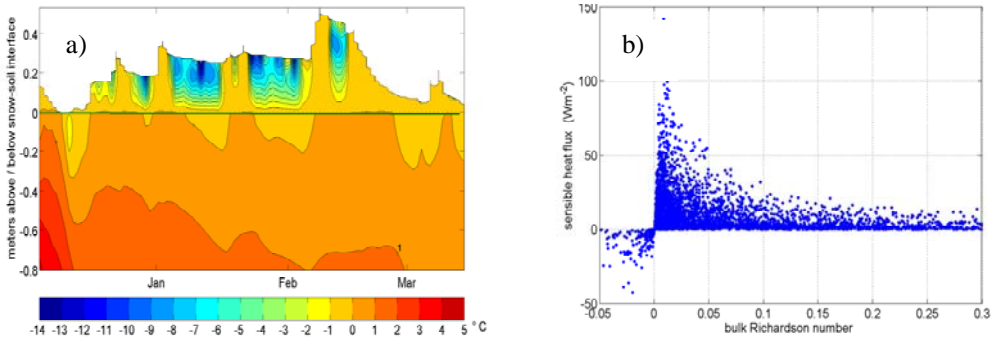 a)
meters above / below snow-soil interface
0.4
0.2
0
-0.2
-0.4
-0.6
-0.8
1
Jan Feb Mar
-14 -13 -12 -11 -10 -9 -8 -7 -6 -5 -4 -3 -2 -1 0 1 2 3 4 5 °C
b)
sensible heat flux [Wm-2]
150
100
50
0
-50
-0.05 0 0.05 0.1 0.15 0.2 0.25 0.3
bulk Richardson number